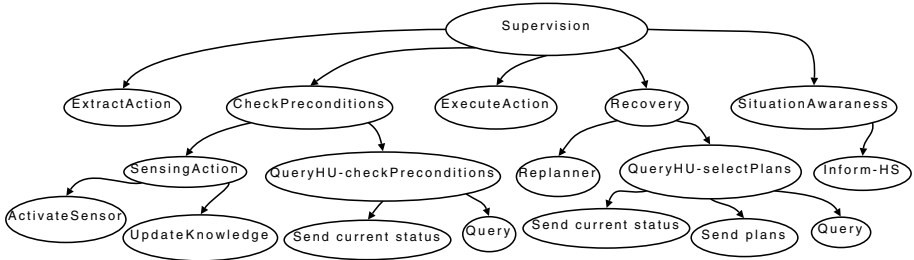 Supervision
ExtractAction
CheckPreconditions
ExecuteAction
Recovery
SituationAwaraness
SensingAction
QueryHU-checkPreconditions
Replanner
QueryHU-selectPlans
Inform-HS
ActivateSensor
UpdateKnowledge
Send current status
Query
Send current status
Send plans
Query